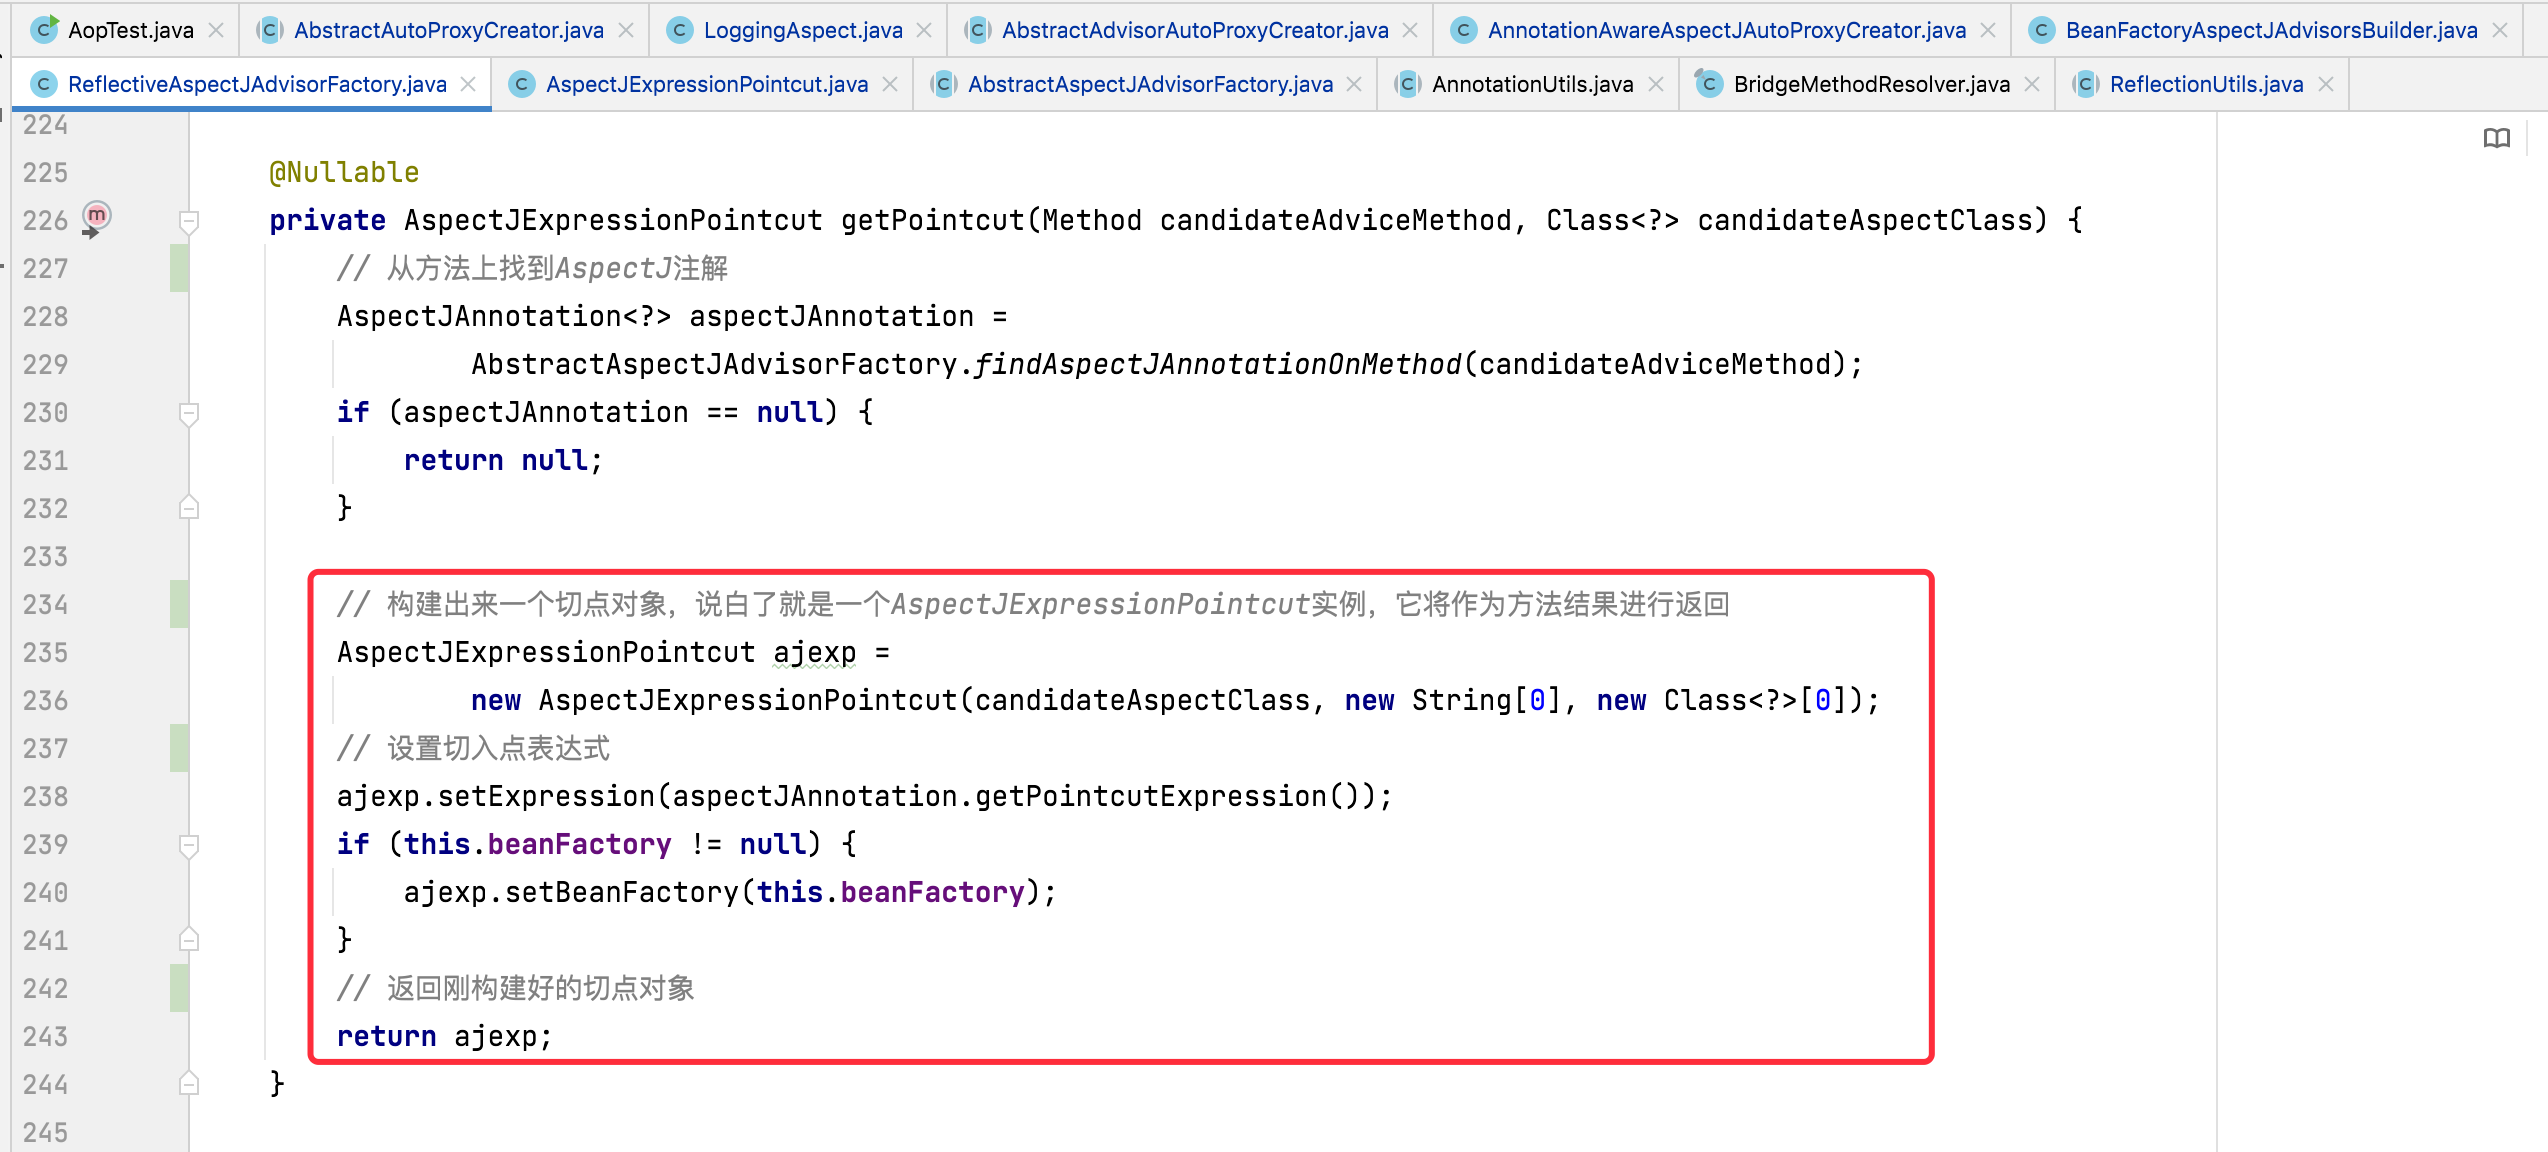 AopTest.java AbstractAutoProxyCreator.java LoggingAspect.java AbstractAdvisorAutoProxyCreator.java AnnotationAwareAspectJAutoProxyCreator.java BeanFactoryAspectJAdvisorsBuilder.java
ReflectiveAspectJAdvisorFactory.java AspectJExpressionPointcut.java AbstractAspectJAdvisorFactory.java AnnotationUtils.java BridgeMethodResolver.java ReflectionUtils.java
224
225 @Nullable
226 private AspectJExpressionPointcut getPointcut(Method candidateAdviceMethod, Class<?> candidateAspectClass) {
227 // 从方法上找到AspectJ注解
228 AspectJAnnotation<?> aspectJAnnotation =
229 AbstractAspectJAdvisorFactory.findAspectJAnnotationOnMethod(candidateAdviceMethod);
230 if (aspectJAnnotation == null) {
231 return null;
232 }
233
234 // 构建出来一个切点对象，说白了就是一个AspectJExpressionPointcut实例，它将作为方法结果进行返回
235 AspectJExpressionPointcut ajexp =
236 new AspectJExpressionPointcut(candidateAspectClass, new String[0], new Class<?>[0]);
237 // 设置切入点表达式
238 ajexp.setExpression(aspectJAnnotation.getPointcutExpression());
239 if (this.beanFactory != null) {
240 ajexp.setBeanFactory(this.beanFactory);
241 }
242 // 返回刚构建好的切点对象
243 return ajexp;
244 }
245